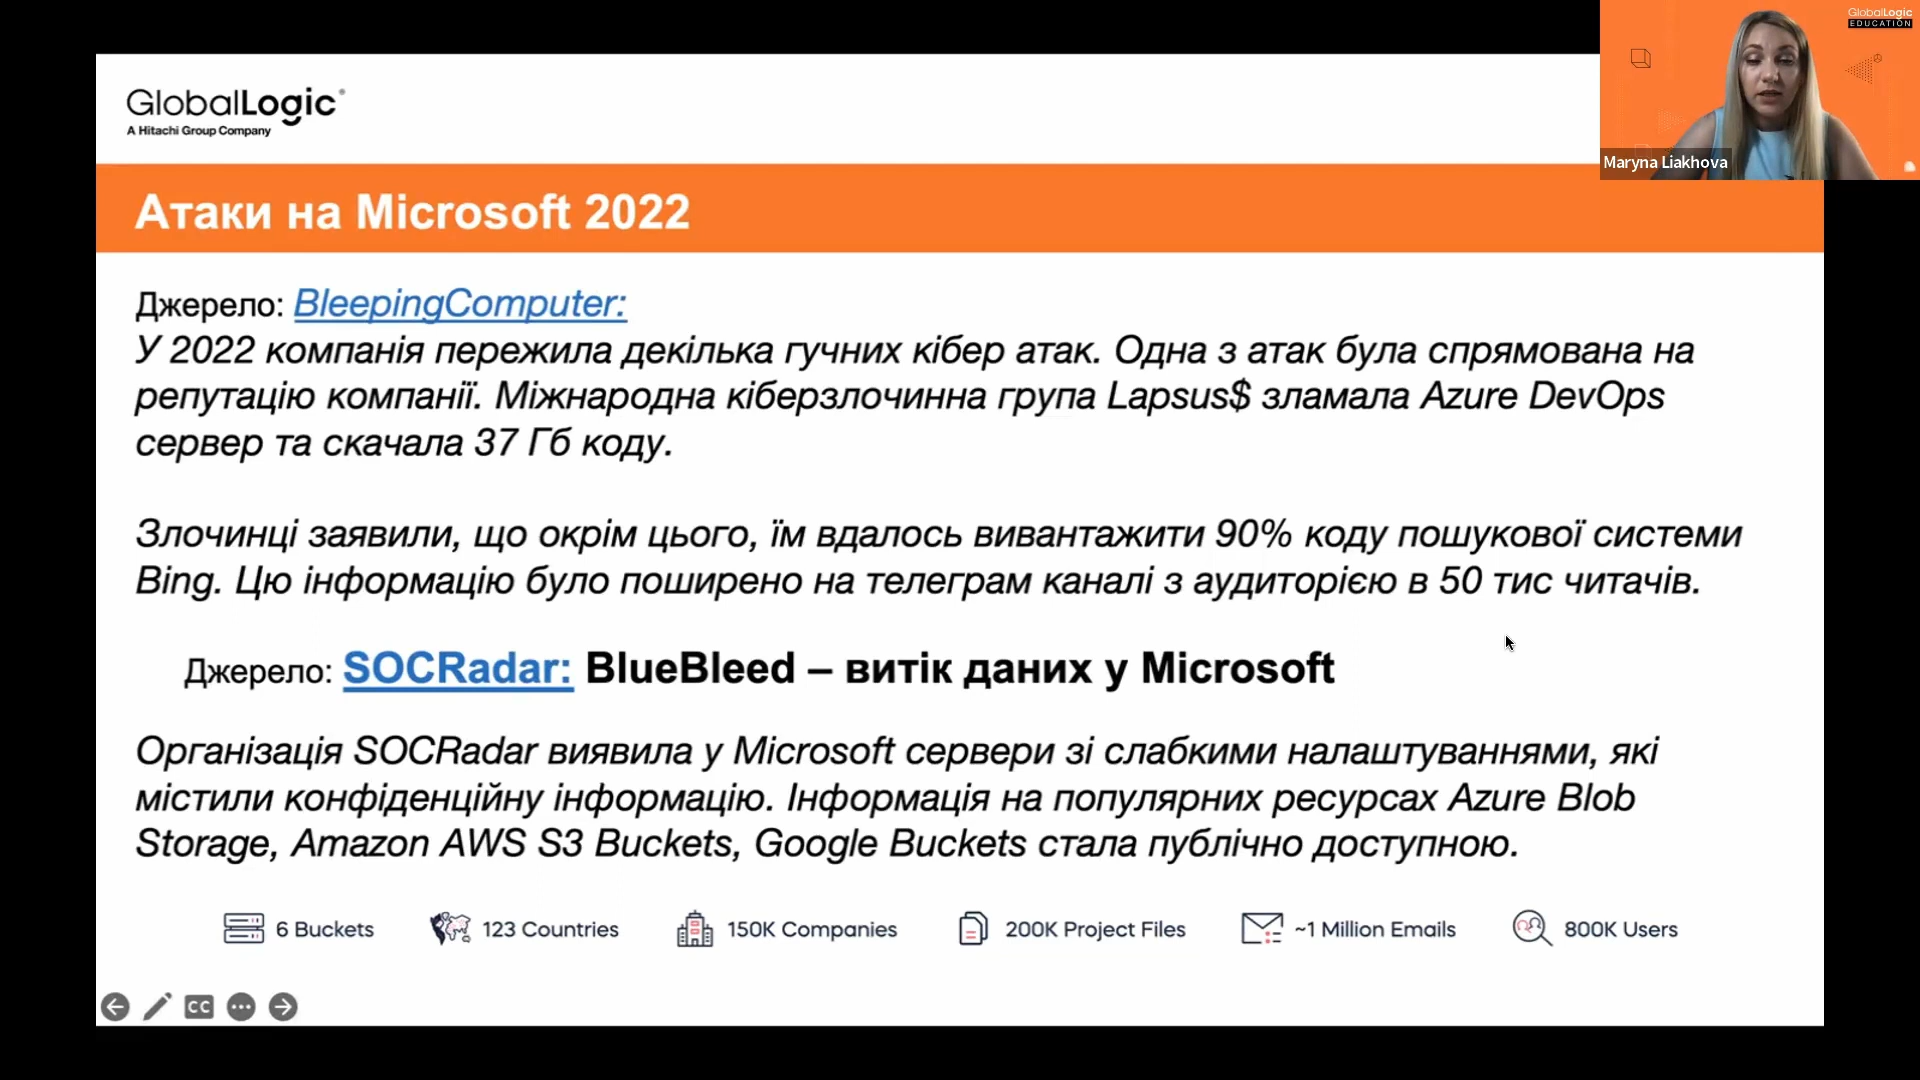 GlobalLogic
EDUCATION
Maryna Liakhova
GlobalLogic®
A Hitachi Group Company
Атаки на Microsoft 2022
Джерело: BleepingComputer:
У 2022 компанія пережила декілька гучних кібер атак. Одна з атак була спрямована на
репутацію компанії. Міжнародна кіберзлочинна група Lapsus$ зламала Azure DevOps
сервер та скачала 37 Гб коду.
Злочинці заявили, що окрім цього, їм вдалось вивантажити 90% коду пошукової системи
Bing. Цю інформацію було поширено на телеграм каналі з аудиторією в 50 тис читачів.
Джерело: SOCRadar: BlueBleed – витік даних у Microsoft
Організація SOCRadar виявила у Microsoft сервери зі слабкими налаштуваннями, які
містили конфіденційну інформацію. Інформація на популярних ресурсах Azure Blob
Storage, Amazon AWS S3 Buckets, Google Buckets стала публічно доступною.
6 Buckets 123 Countries 150K Companies 200K Project Files ~1 Million Emails 800K Users
CC